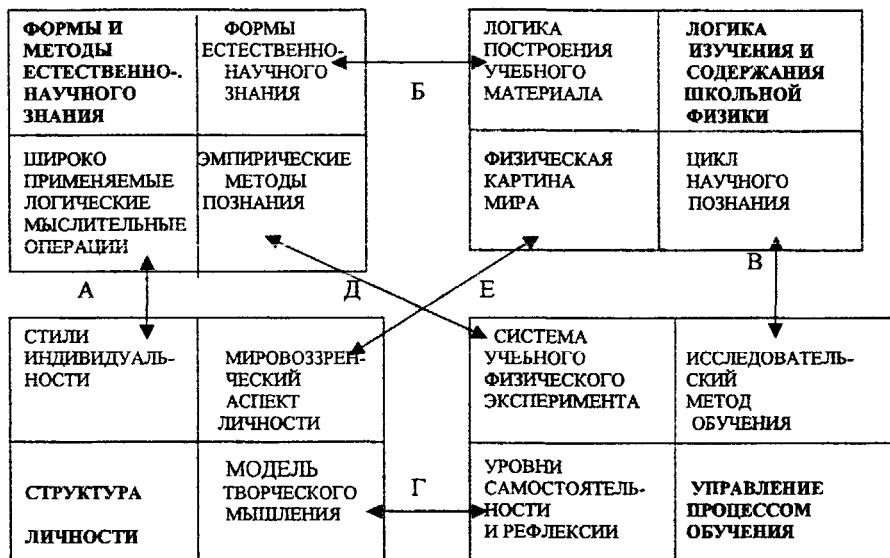 ФОРМЫ И
МЕТОДЫ
ЕСТЕСТВЕННО-.
НАУЧНОГО
ЗНАНИЯ
ФОРМЫ
ЕСТЕСТВЕННО-
НАУЧНОГО
ЗНАНИЯ
ШИРОКО
ПРИМЕНЯЕМЫЕ
ЛОГИЧЕСКИЕ
МЫСЛИТЕЛЬНЫЕ
ОПЕРАЦИИ
ЭМПИРИЧЕСКИЕ
МЕТОДЫ
ПОЗНАНИЯ
Б
ЛОГИКА
ПОСТРОЕНИЯ
УЧЕБНОГО
МАТЕРИАЛА
ЛОГИКА
ИЗУЧЕНИЯ И
СОДЕРЖАНИЯ
ШКОЛЬНОЙ
ФИЗИКИ
ФИЗИЧЕСКАЯ
КАРТИНА
МИРА
ЦИКЛ
НАУЧНОГО
ПОЗНАНИЯ
А
Д
Е
В
СТИЛИ
ИНДИВИДУАЛЬ-
НОСТИ
МИРОВОЗЗРЕН-
ЧЕСКИЙ
АСПЕКТ
ЛИЧНОСТИ
СТРУКТУРА
ЛИЧНОСТИ
МОДЕЛЬ
ТВОРЧЕСКОГО
МЫШЛЕНИЯ
Г
СИСТЕМА
УЧЕБНОГО
ФИЗИЧЕСКОГО
ЭКСПЕРИМЕНТА
ИССЛЕДОВАТЕЛЬ-
СКИЙ
МЕТОД
ОБУЧЕНИЯ
УРОВНИ
САМОСТОЯТЕЛЬ-
НОСТИ
И РЕФЛЕКСИИ
УПРАВЛЕНИЕ
ПРОЦЕССОМ
ОБУЧЕНИЯ